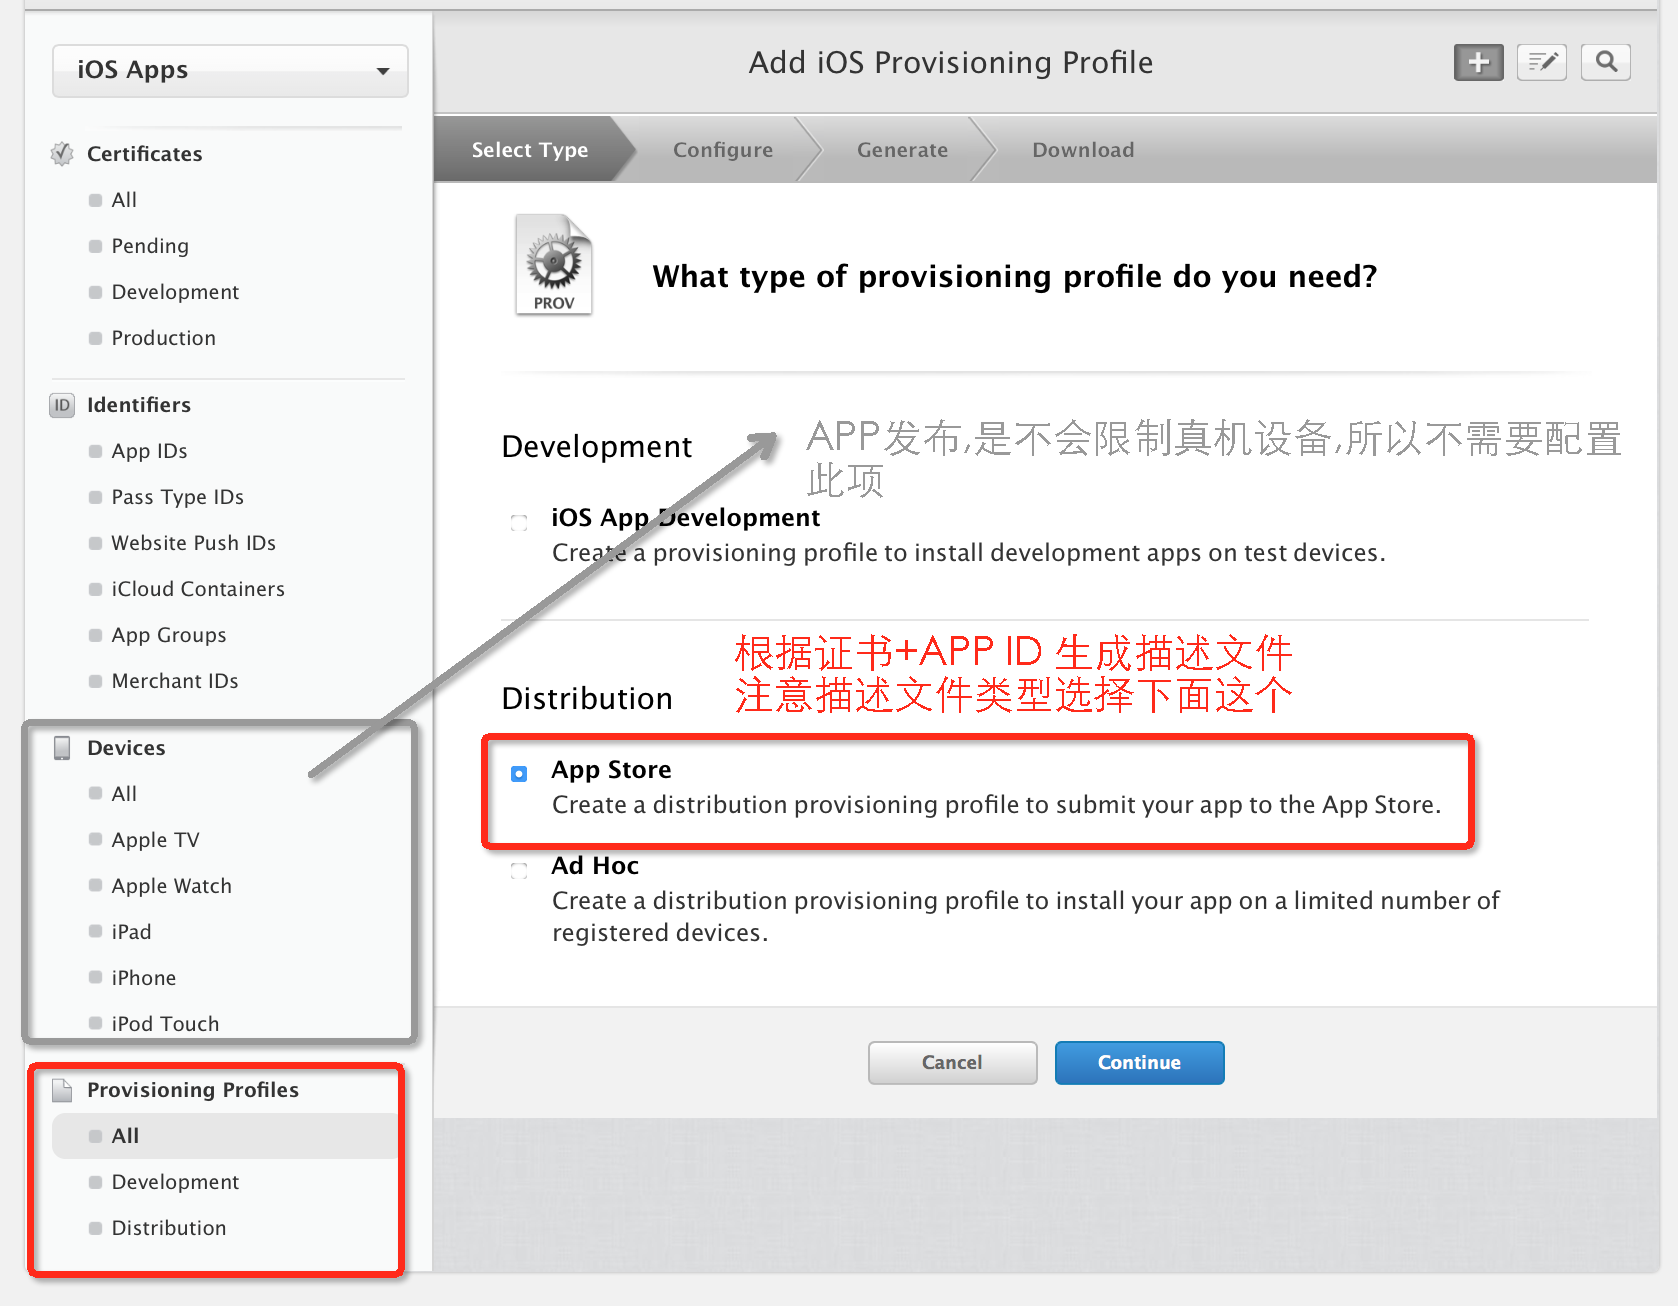 iOS Apps
Certificates
All
Pending
Development
Production
ID Identifiers
App IDs
Pass Type IDs
Website Push IDs
iCloud Containers
App Groups
Merchant IDs
Devices
All
Apple TV
Apple Watch
iPad
iPhone
iPod Touch
Provisioning Profiles
All
Development
Distribution
Add iOS Provisioning Profile
Select Type
Configure
Generate
Download
PROV
What type of provisioning profile do you need?
Development
APP发布,是不会限制真机设备,所以不需要配置
此项
iOS App Development
Create a provisioning profile to install development apps on test devices.
根据证书+APP ID 生成描述文件
注意描述文件类型选择下面这个
Distribution
App Store
Create a distribution provisioning profile to submit your app to the App Store.
Ad Hoc
Create a distribution provisioning profile to install your app on a limited number of
registered devices.
Cancel
Continue